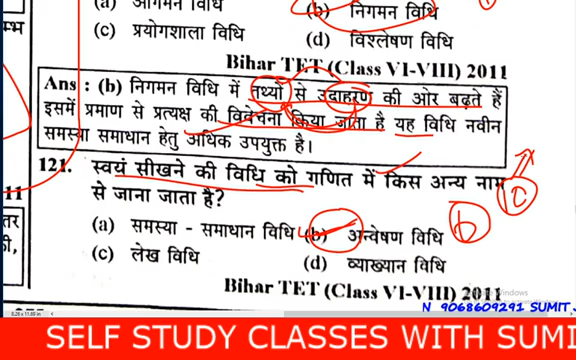 (a) आगमन विधि
(b) निगमन विधि
(c) प्रयोगशाला विधि
(d) विश्लेषण विधि
Bihar TET (Class VI-VIII) 2011
Ans : (b) निगमन विधि में तथ्यों से उदाहरण की ओर बढ़ते हैं
इसमें प्रमाण से प्रत्यक्ष की विवेचना किया जाता है यह विधि नवीन
समस्या समाधान हेतु अधिक उपयुक्त है।
121. स्वयं सीखने की विधि को गणित में किस अन्य नाम
से जाना जाता है?
(a) समस्या - समाधान विधि (b) अन्वेषण विधि
(c) लेख विधि
(d) व्याख्यान विधि
Bihar TET (Class VI-VIII) 2011
b
C
11
की,
N 9068609291 SUMIT
SELF STUDY CLASSES WITH SUMI